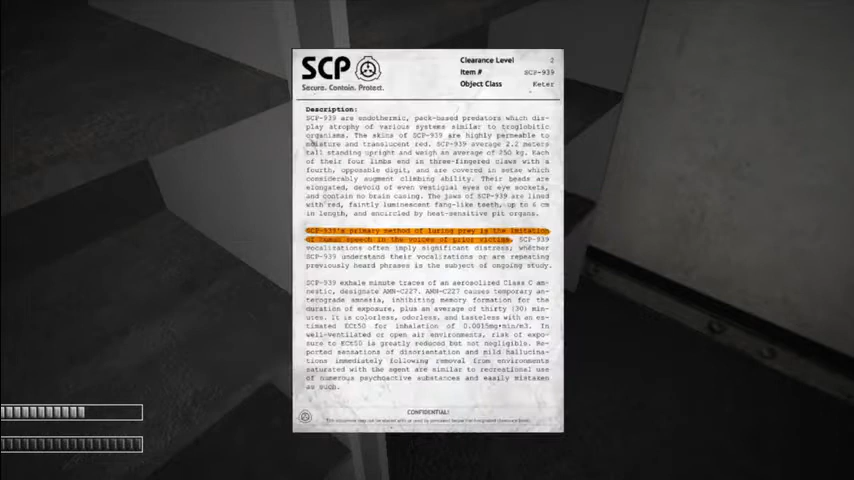 SCP
Secure. Contain. Protect.
Clearance Level 2
Item # SCP-939
Object Class Keter
Description:
SCP-939 are endothermic, pack-based predators which dis-
play atrophy of various systems similar to troglobitic
organisms. The skins of SCP-939 are highly permeable to
moisture and translucent red. SCP-939 average 2.2 meters
tall standing upright and weigh an average of 250 kg. Each
of their four limbs end in three-fingered claws with a
fourth, opposable digit, and are covered in setae which
considerably augment climbing ability. Their heads are
elongated, devoid of even vestigial eyes or eye sockets,
and contain no brain casing. The jaws of SCP-939 are lined
with red, faintly luminescent fang-like teeth, up to 6 cm
in length, and encircled by heat-sensitive pit organs.
SCP-939's primary method of luring prey is the imitation
of human speech in the voices of prior victims. SCP-939
vocalizations often imply significant distress; whether
SCP-939 understand their vocalizations or are repeating
previously heard phrases is the subject of ongoing study.
SCP-939 exhale minute traces of an aerosolized Class C am-
nestic, designate AMN-C227. AMN-C227 causes temporary an-
terograde amnesia, inhibiting memory formation for the
duration of exposure, plus an average of thirty (30) min-
utes. It is colorless, odorless, and tasteless with an es-
timated ECt50 for inhalation of 0.0015mg•min/m3. In
well-ventilated or open air environments, risk of expo-
sure to ECt50 is greatly reduced but not negligible. Re-
ported sensations of disorientation and mild hallucina-
tions immediately following removal from environments
saturated with the agent are similar to recreational use
of numerous psychoactive substances and easily mistaken
as such.
CONFIDENTIAL!
This document may not be shared with or used by personnel below the